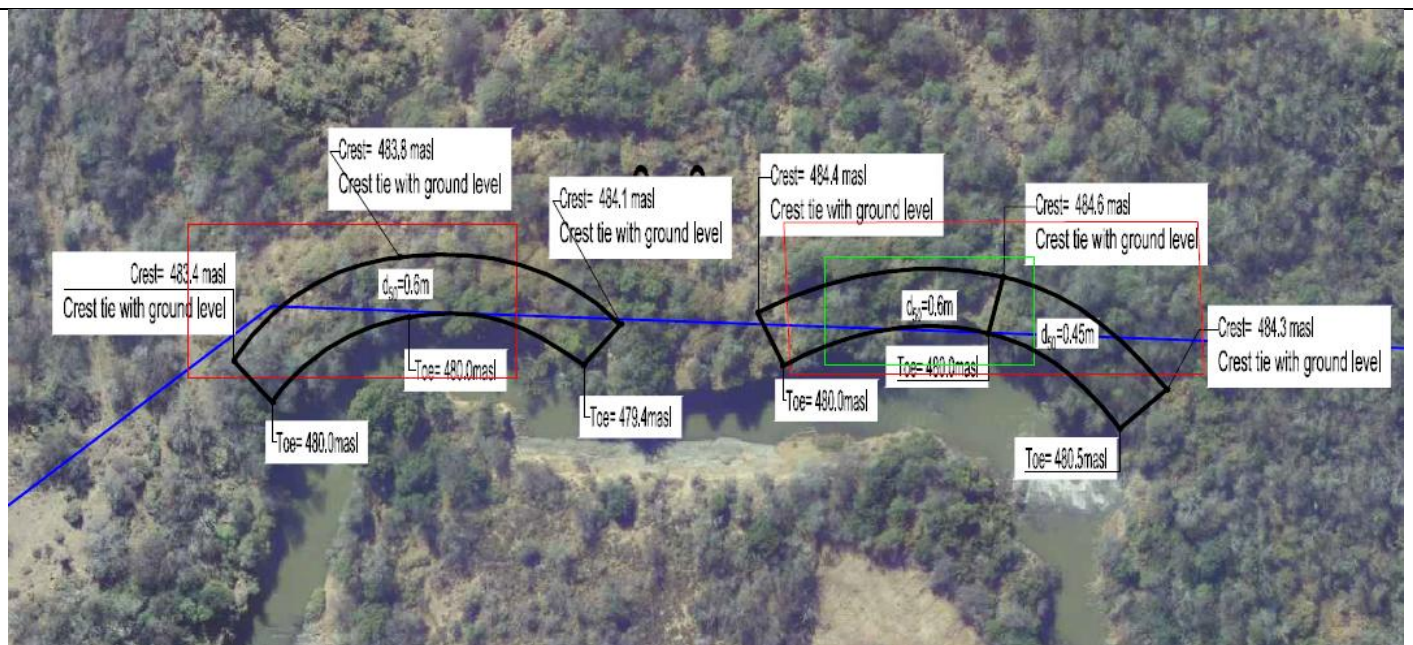 Crest= 483.8 masl
Crest tie with ground level
Crest= 484.1 masl
Crest tie with ground level
Crest= 484.4 masl
Crest tie with ground level
Crest= 484.6 masl
Crest tie with ground level
Crest= 483.4 masl
Crest tie with ground level
d50=0.6m
d50=0.6m
d50=0.45m
Crest= 484.3 masl
Crest tie with ground level
Toe= 480.0masl
Toe= 480.0masl
Toe= 480.0masl
Toe= 479.4masl
Toe= 480.0masl
Toe= 480.5masl